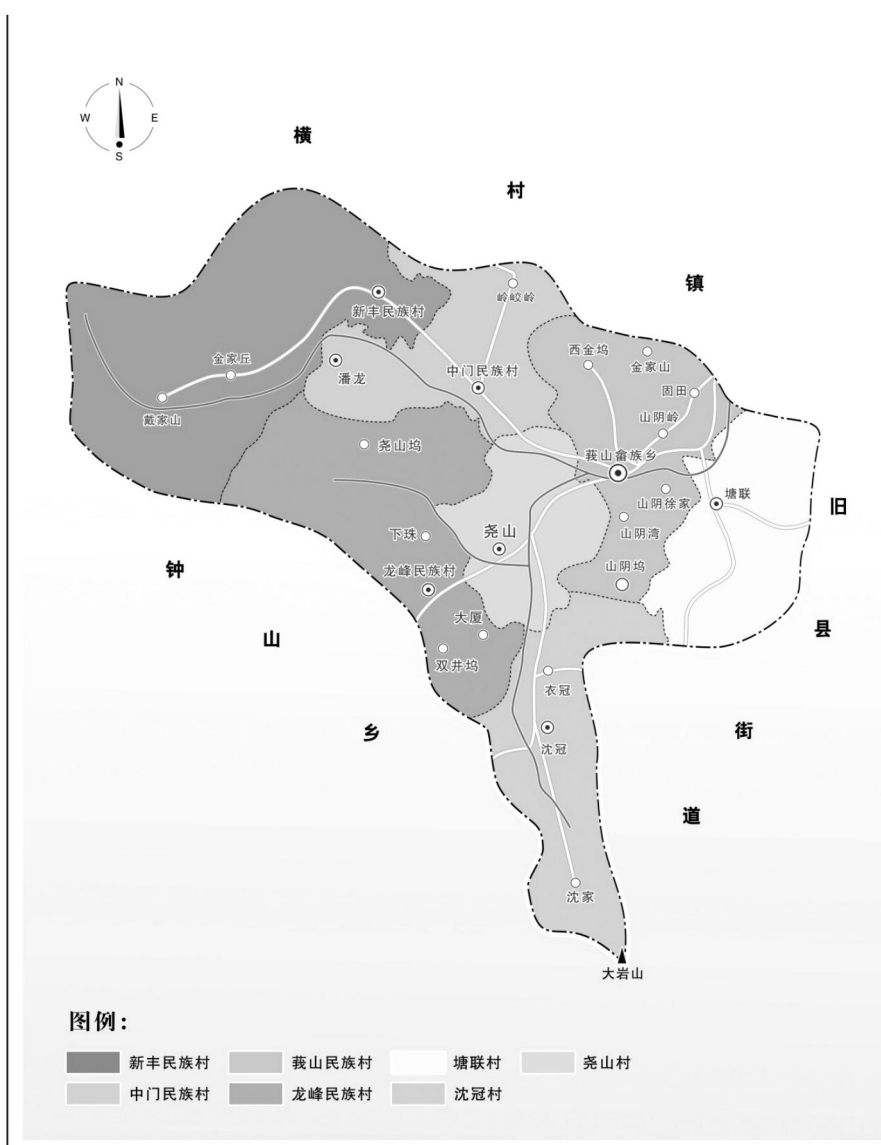 N
W
E
S
横
村
镇
岭峧岭
新丰民族村
西金坞
金家山
金家丘
潘龙
中门民族村
固田
戴家山
山阴岭
尧山坞
莪山畲族乡
山阴徐家
塘联
旧
下珠
尧山
山阴湾
钟
龙峰民族村
山阴坞
大厦
县
山
双井坞
衣冠
乡
沈冠
街
道
沈家
大岩山
图例：
新丰民族村 莪山民族村 塘联村 尧山村
中门民族村 龙峰民族村 沈冠村